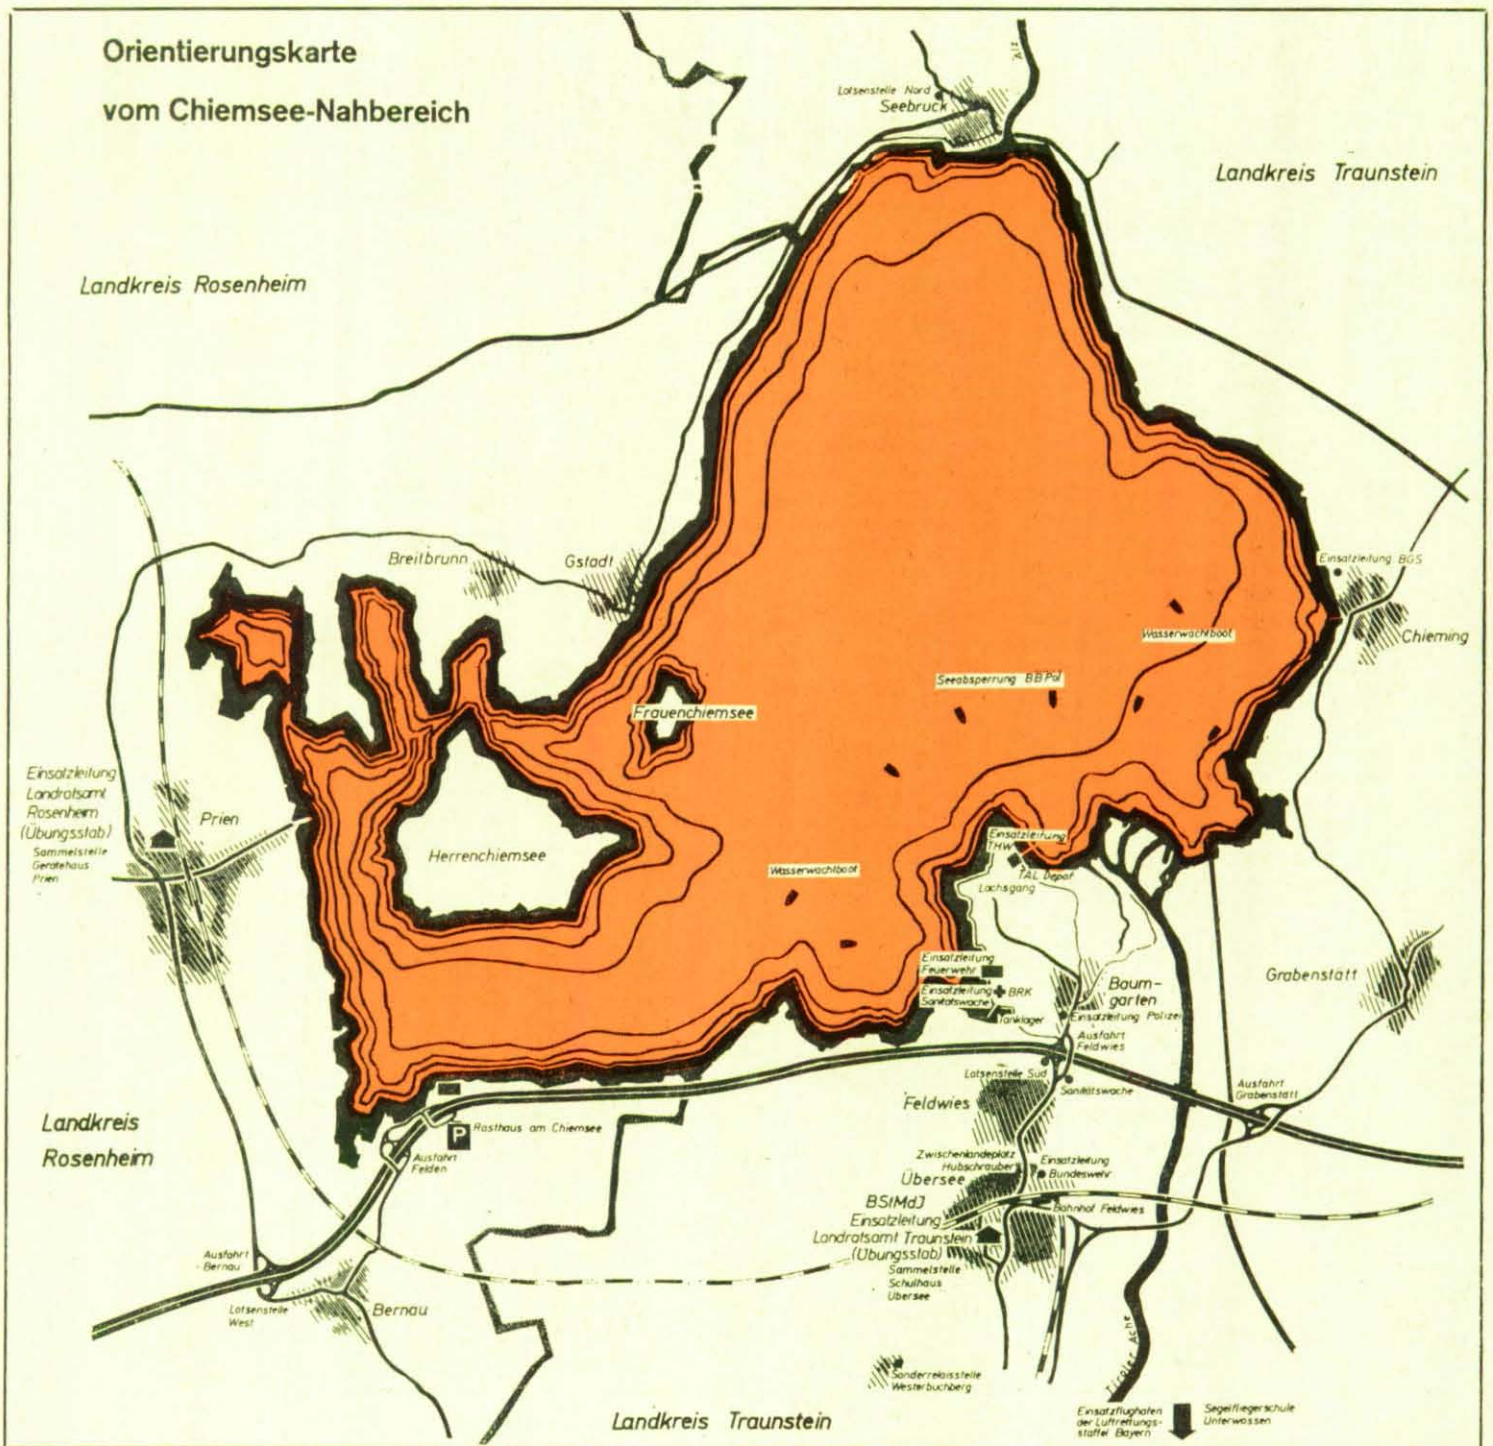 Orientierungskarte
vom Chiemsee-Nahbereich
Alz
Lotsenstelle Nord
Seebruck
Landkreis Traunstein
Landkreis Rosenheim
Breitbrunn
Gstadt
Einsatzleitung BGS
Chieming
Wasserwachtboot
Seeabsperrung BBPol
Frauenchiemsee
Einsatzleitung
Landratsamt
Rosenheim
(Übungsstab)
Sammelstelle
Gerätehaus
Prien
Prien
Herrenchiemsee
Wasserwachtboot
Einsatzleitung
THW
TAL Depot
Lachsgang
Einsatzleitung
Feuerwehr
Einsatzleitung
Sanitätswache
BRK
Tanklager
Baum-
garten
Einsatzleitung Polizei
Grabenstätt
Ausfahrt
Feldwies
Lotsenstelle Süd
Sanitätswache
Ausfahrt
Grabenstätt
Feldwies
Landkreis
Rosenheim
P
Rasthaus am Chiemsee
Ausfahrt
Felden
Zwischenlandeplatz
Hubschrauber
Einsatzleitung
Bundeswehr
Übersee
BStMdJ
Einsatzleitung
Landratsamt Traunstein
(Übungsstab)
Sammelstelle
Schulhaus
Übersee
Bahnhof Feldwies
Ausfahrt
Bernau
Lotsenstelle
West
Bernau
Tiroler Ache
Sonderrelaisstelle
Westerbuchberg
Landkreis Traunstein
Einsatzflughafen
der Luftrettungs-
staffel Bayern
Segelfliegerschule
Unterwossen